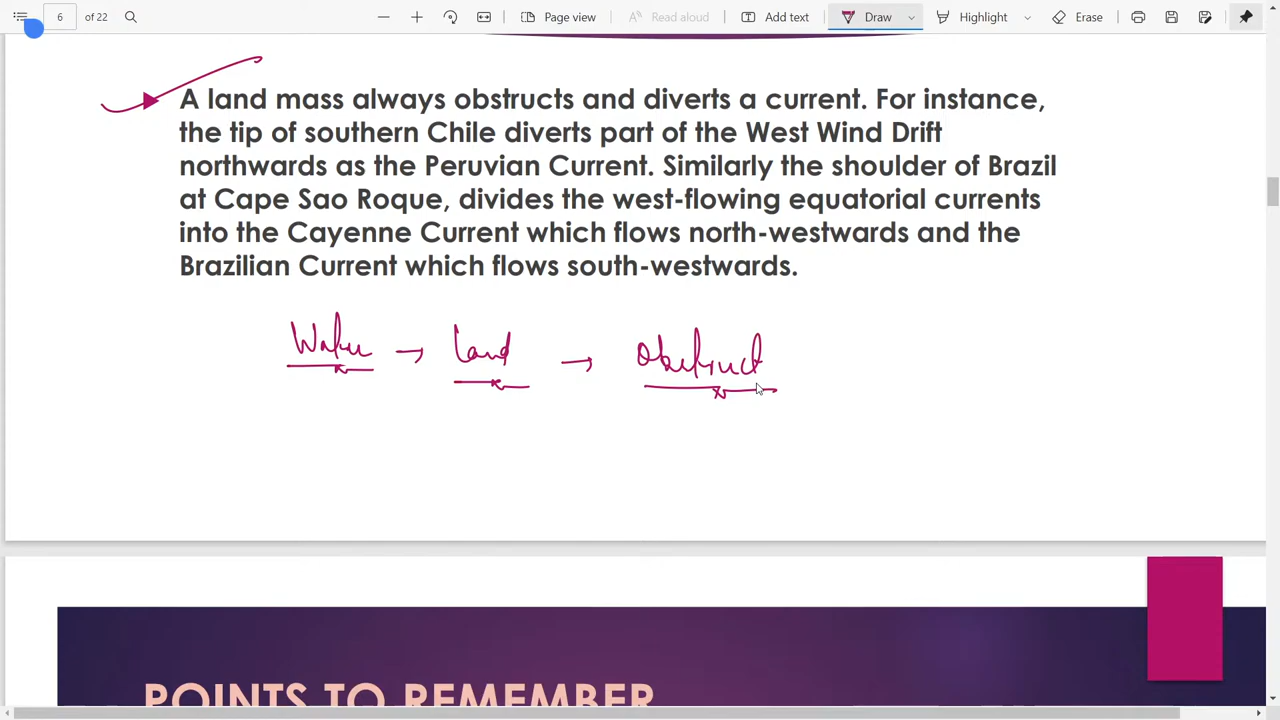 6 of 22 Page view Read aloud Add text Draw Highlight Erase
A land mass always obstructs and diverts a current. For instance,
the tip of southern Chile diverts part of the West Wind Drift
northwards as the Peruvian Current. Similarly the shoulder of Brazil
at Cape Sao Roque, divides the west-flowing equatorial currents
into the Cayenne Current which flows north-westwards and the
Brazilian Current which flows south-westwards.
Water → land → Obstruct
POINTS TO REMEMBER